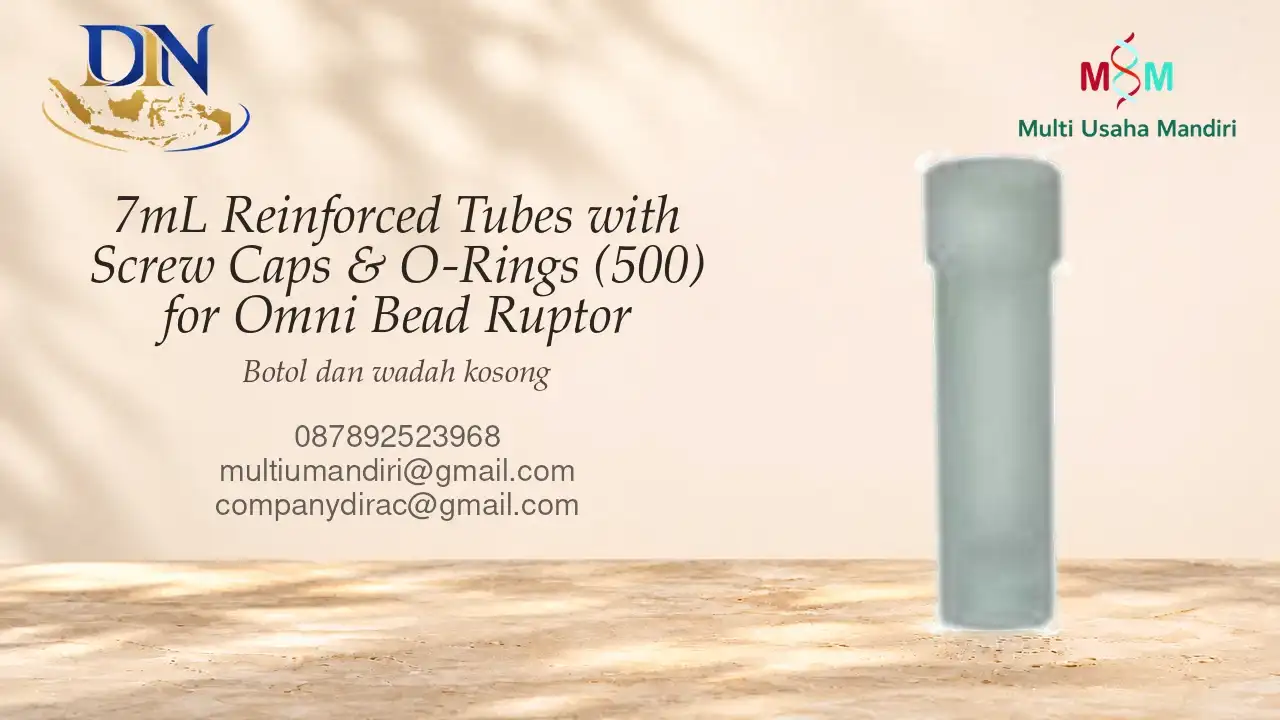 DIN
MSM
Multi Usaha Mandiri
7mL Reinforced Tubes with
Screw Caps & O-Rings (500)
for Omni Bead Ruptor
Botol dan wadah kosong
087892523968
multiumandiri@gmail.com
companydirac@gmail.com